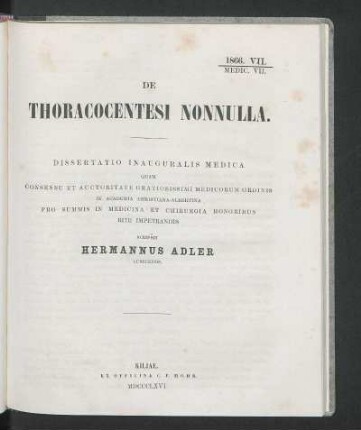 1866. VII.
MEDIC. VII.
DE
THORACOCENTESI NONNULLA.
DISSERTATIO INAUGURALIS MEDICA
QUAM
CONSENSU ET AUCTORITATE GRATIOSISSIMI MEDICORUM ORDINIS
IN ACADEMIA CHRISTIANA-ALBERTINA
PRO SUMMIS IN MEDICINA ET CHIRURGIA HONORIBUS
RITE IMPETRANDIS
SCRIPSIT
HERMANNUS ADLER
KILIAE.
EX OFFICINA C. F. MOHR.
MDCCCLXVI.